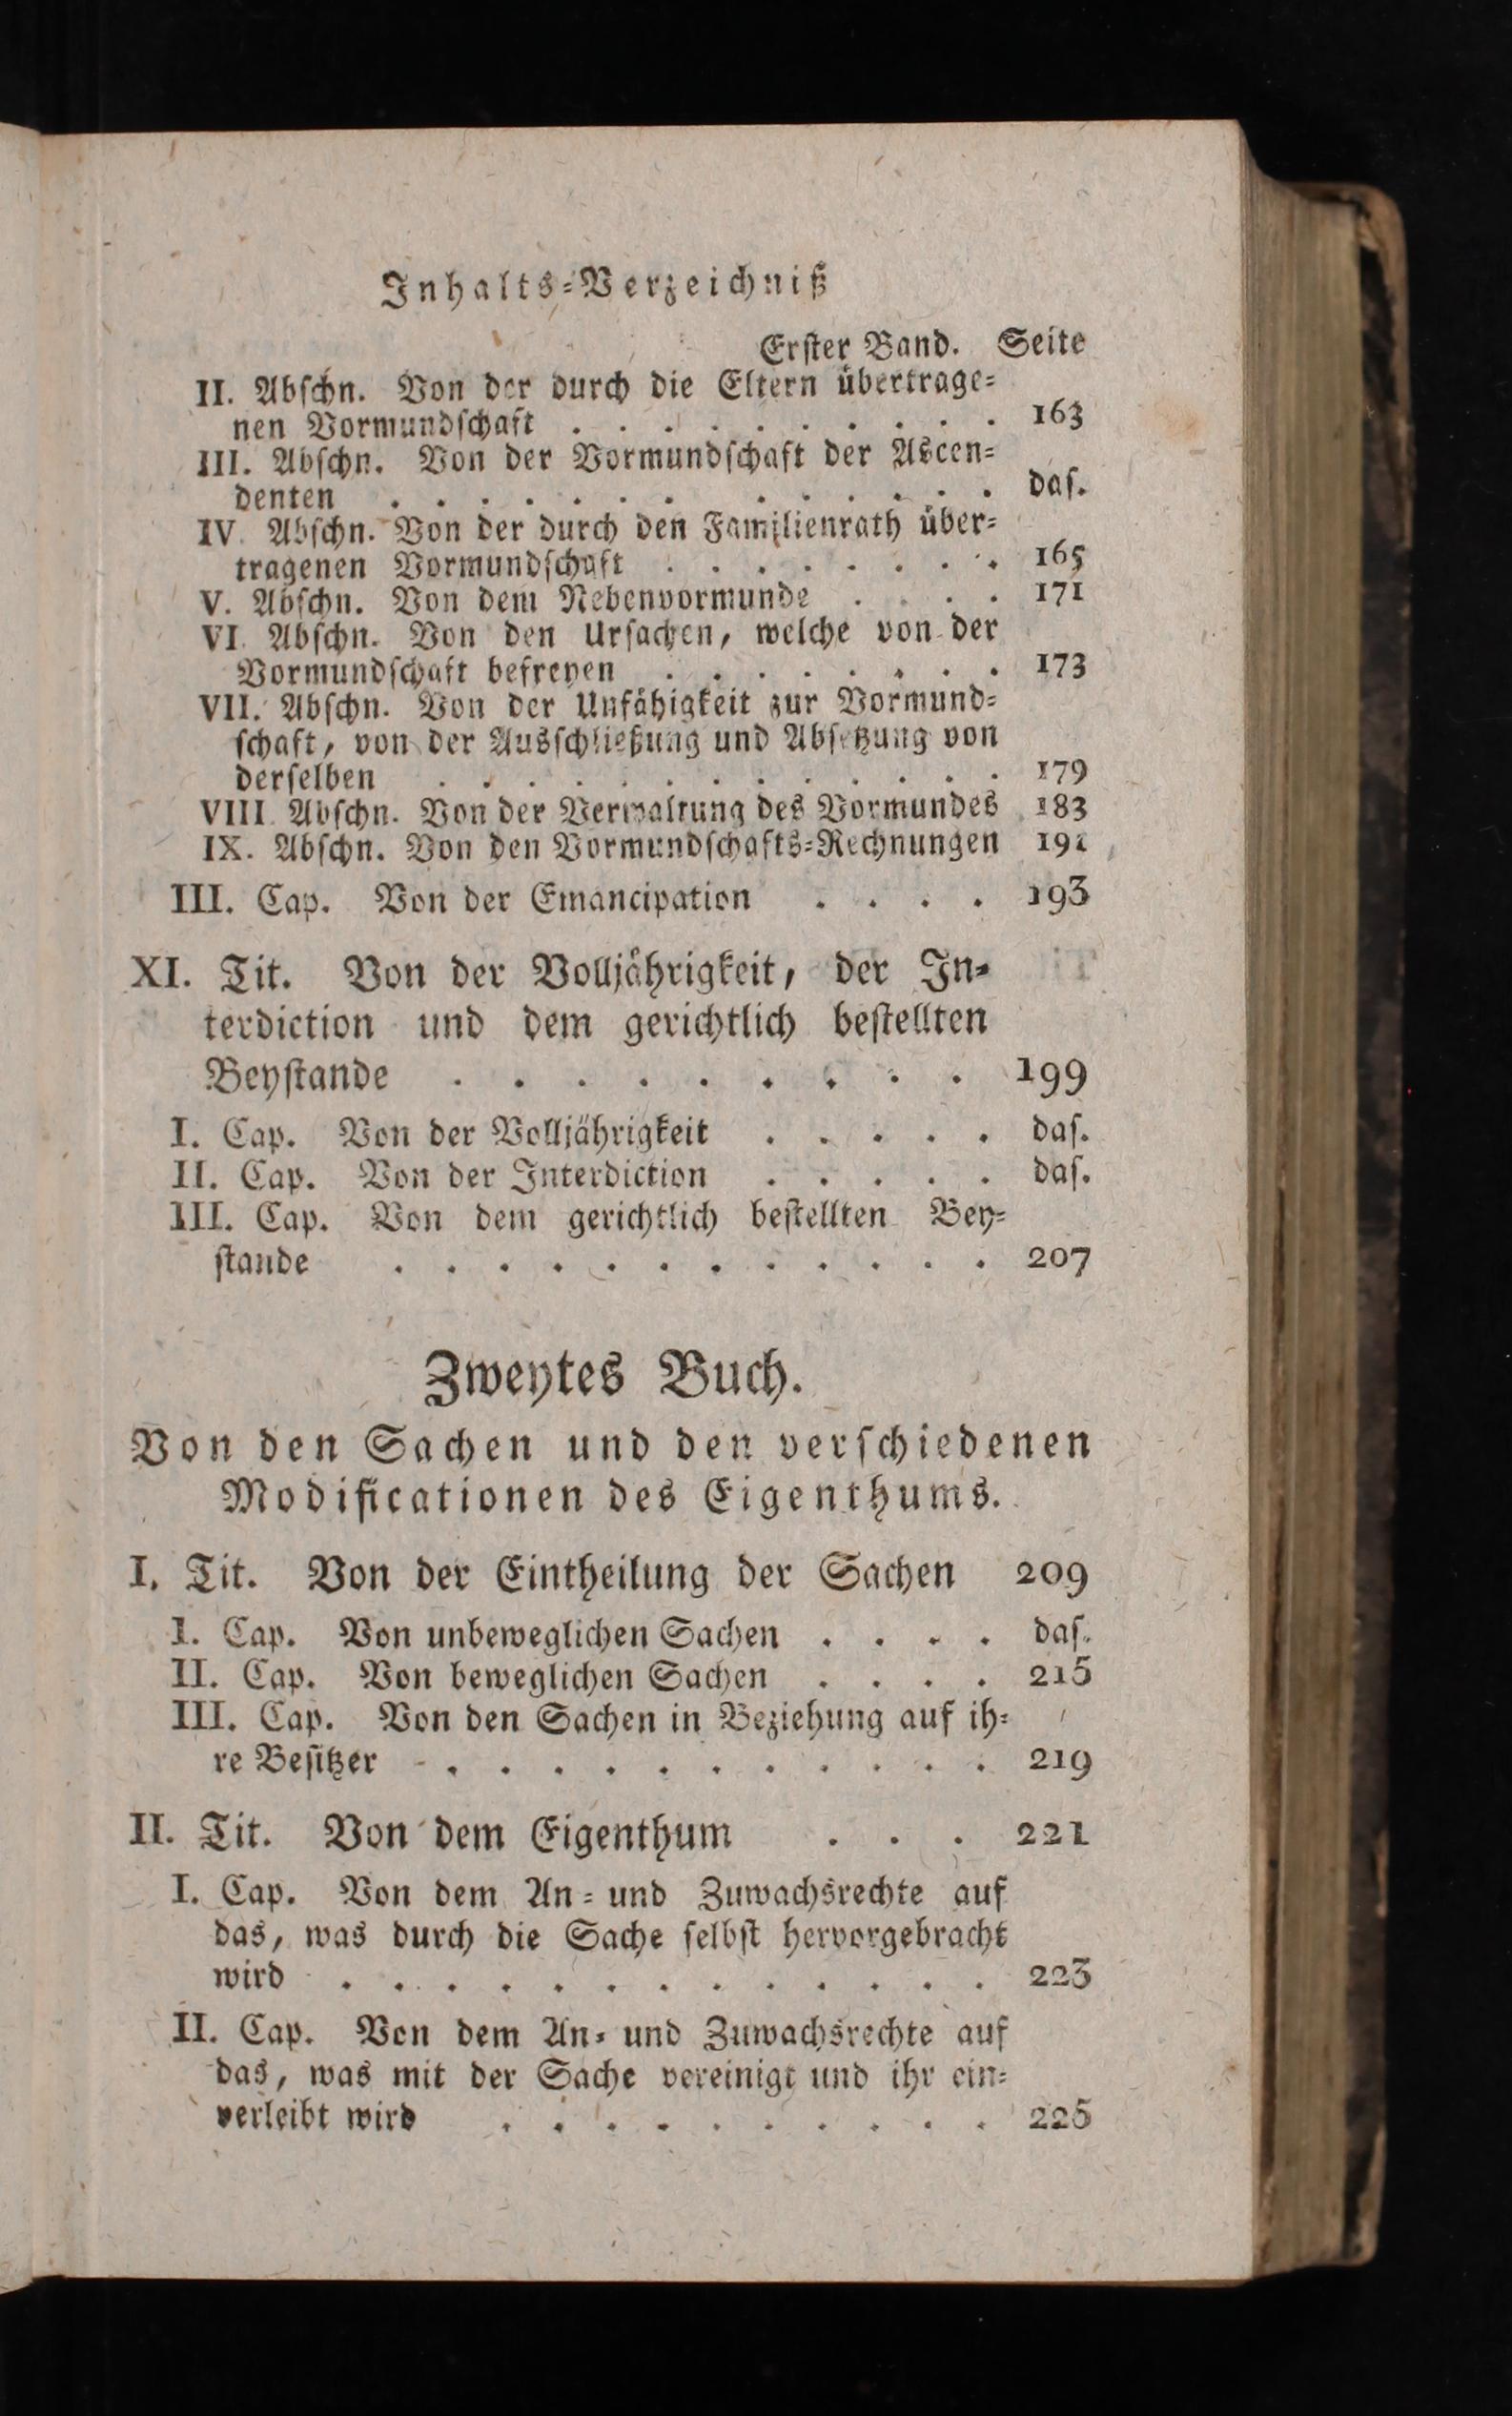 Inhalts-Verzeichniß
Erster Band. Seite
II. Abschn. Von der durch die Eltern übertrage-
nen Vormundschaft . . . . . . . . . . 163
III. Abschn. Von der Vormundschaft der Ascen-
denten . . . . . . . . . . . . . das.
IV. Abschn. Von der durch den Familienrath über-
tragenen Vormundschaft . . . . . . . . 165
V. Abschn. Von dem Nebenvormunde . . . . 171
VI. Abschn. Von den Ursachen, welche von der
Vormundschaft befreyen . . . . . . . . 173
VII. Abschn. Von der Unfähigkeit zur Vormund-
schaft, von der Ausschließung und Absetzung von
derselben . . . . . . . . . . . . . 179
VIII. Abschn. Von der Verwaltung des Vormundes 183
IX. Abschn. Von den Vormundschafts-Rechnungen 191
III. Cap. Von der Emancipation . . . . 193
XI. Tit. Von der Volljährigkeit, der In-
terdiction und dem gerichtlich bestellten
Beystande . . . . . . . . . 199
I. Cap. Von der Volljährigkeit . . . . . das.
II. Cap. Von der Interdiction . . . . . das.
III. Cap. Von dem gerichtlich bestellten Bey-
stande . . . . . . . . . . . . 207
Zweytes Buch.
Von den Sachen und den verschiedenen
Modificationen des Eigenthums.
I. Tit. Von der Eintheilung der Sachen 209
I. Cap. Von unbeweglichen Sachen . . . . das.
II. Cap. Von beweglichen Sachen . . . . 215
III. Cap. Von den Sachen in Beziehung auf ih-
re Besitzer . . . . . . . . . . . 219
II. Tit. Von dem Eigenthum . . . 221
I. Cap. Von dem An- und Zuwachsrechte auf
das, was durch die Sache selbst hervorgebracht
wird . . . . . . . . . . . . . 223
II. Cap. Von dem An- und Zuwachsrechte auf
das, was mit der Sache vereinigt und ihr ein-
verleibt wird . . . . . . . . . . 225